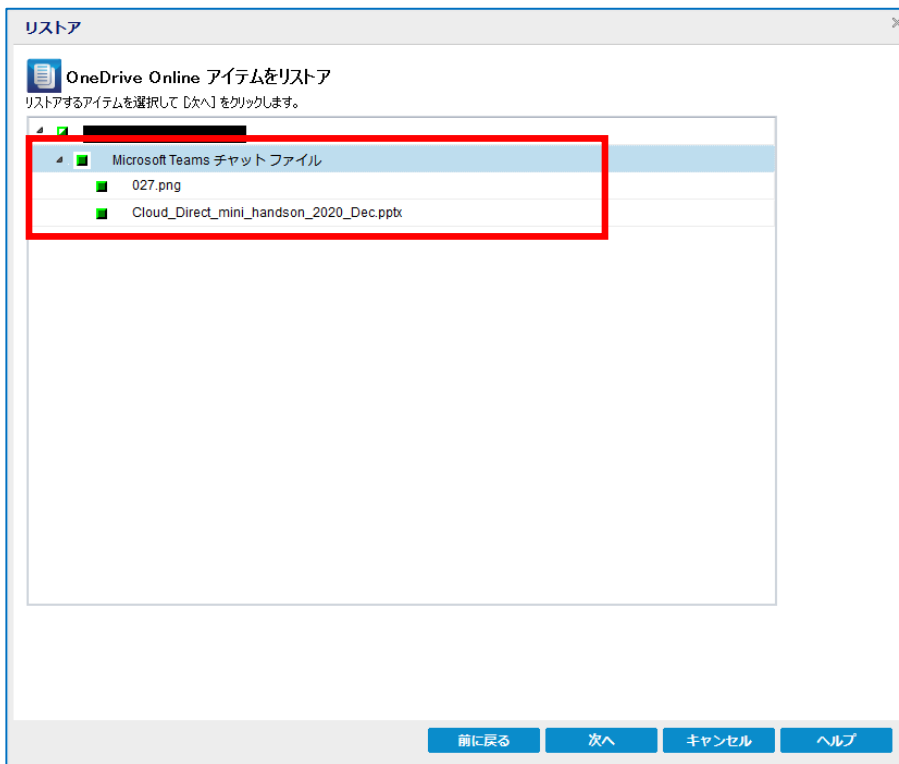 リストア
OneDrive Online アイテムをリストア
リストアするアイテムを選択して [次へ] をクリックします。
Microsoft Teams チャット ファイル
027.png
Cloud_Direct_mini_handson_2020_Dec.pptx
前に戻る 次へ キャンセル ヘルプ